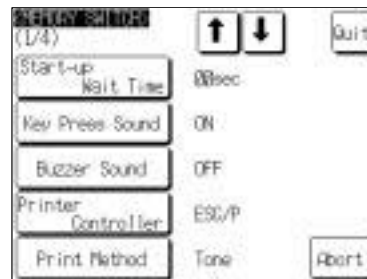 MEMORY SWITCH
(1/4)
Quit
Start-up
Wait Time
00sec
Key Press Sound
ON
Buzzer Sound
OFF
Printer
Controller
ESC/P
Print Method
Tone
Abort